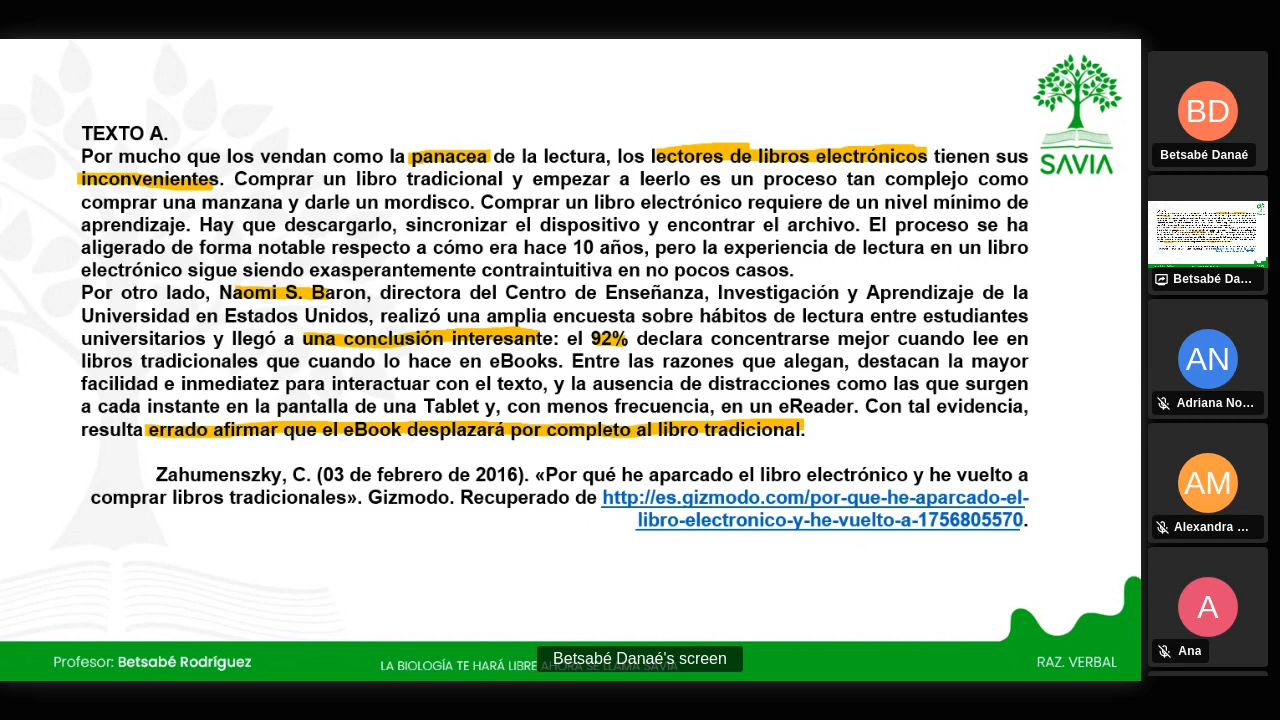 TEXTO A.
Por mucho que los vendan como la panacea de la lectura, los lectores de libros electrónicos tienen sus
inconvenientes. Comprar un libro tradicional y empezar a leerlo es un proceso tan complejo como
comprar una manzana y darle un mordisco. Comprar un libro electrónico requiere de un nivel mínimo de
aprendizaje. Hay que descargarlo, sincronizar el dispositivo y encontrar el archivo. El proceso se ha
aligerado de forma notable respecto a cómo era hace 10 años, pero la experiencia de lectura en un libro
electrónico sigue siendo exasperantemente contraintuitiva en no pocos casos.
Por otro lado, Naomi S. Baron, directora del Centro de Enseñanza, Investigación y Aprendizaje de la
Universidad en Estados Unidos, realizó una amplia encuesta sobre hábitos de lectura entre estudiantes
universitarios y llegó a una conclusión interesante: el 92% declara concentrarse mejor cuando lee en
libros tradicionales que cuando lo hace en eBooks. Entre las razones que alegan, destacan la mayor
facilidad e inmediatez para interactuar con el texto, y la ausencia de distracciones como las que surgen
a cada instante en la pantalla de una Tablet y, con menos frecuencia, en un eReader. Con tal evidencia,
resulta errado afirmar que el eBook desplazará por completo al libro tradicional.
Zahumenszky, C. (03 de febrero de 2016). «Por qué he aparcado el libro electrónico y he vuelto a
comprar libros tradicionales». Gizmodo. Recuperado de http://es.gizmodo.com/por-que-he-aparcado-el-
libro-electronico-y-he-vuelto-a-1756805570.
SAVIA
Profesor: Betsabé Rodríguez
LA BIOLOGÍA TE HARÁ LIBRE AHORA SE LLAMA SAVIA
Betsabé Danaé's screen
RAZ. VERBAL
BD
Betsabé Danaé
Betsabé Da...
AN
Adriana No...
AM
Alexandra ...
A
Ana